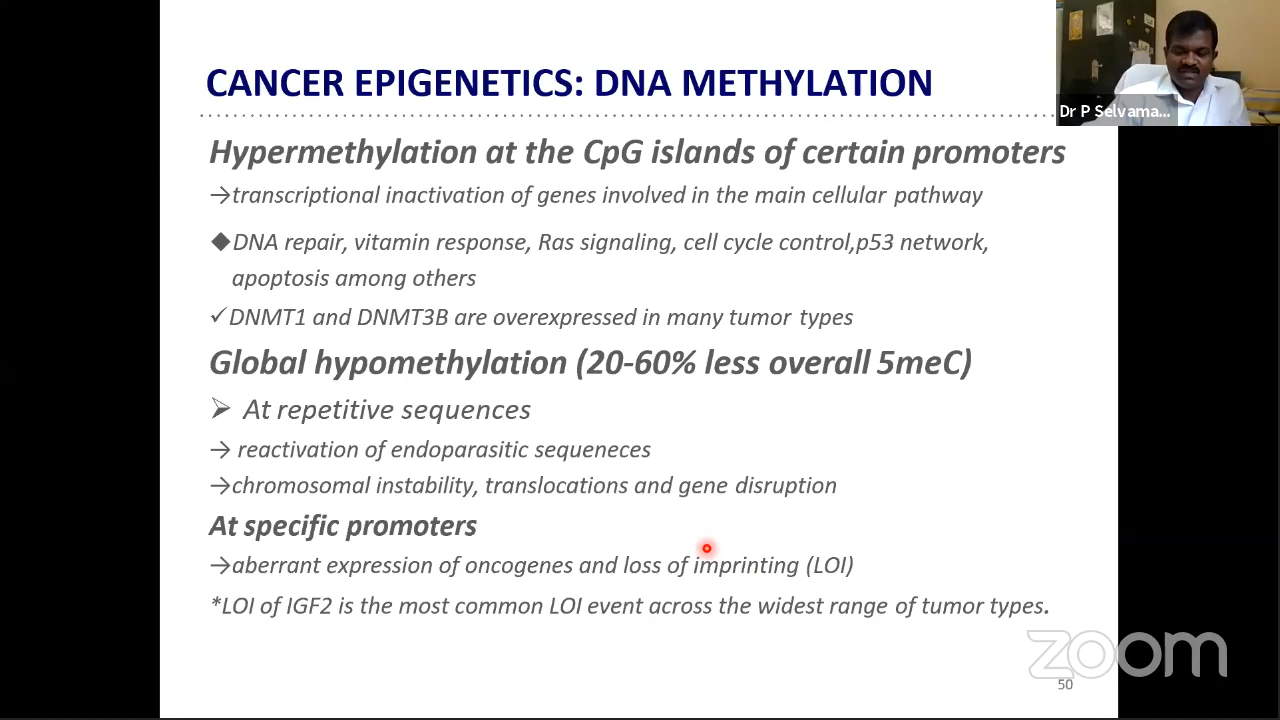 CANCER EPIGENETICS: DNA METHYLATION
Dr P Selvama...
Hypermethylation at the CpG islands of certain promoters
→transcriptional inactivation of genes involved in the main cellular pathway
◆DNA repair, vitamin response, Ras signaling, cell cycle control,p53 network,
apoptosis among others
✓DNMT1 and DNMT3B are overexpressed in many tumor types
Global hypomethylation (20-60% less overall 5meC)
➢ At repetitive sequences
→ reactivation of endoparasitic sequeneces
→chromosomal instability, translocations and gene disruption
At specific promoters
→aberrant expression of oncogenes and loss of imprinting (LOI)
*LOI of IGF2 is the most common LOI event across the widest range of tumor types.
zoom
50